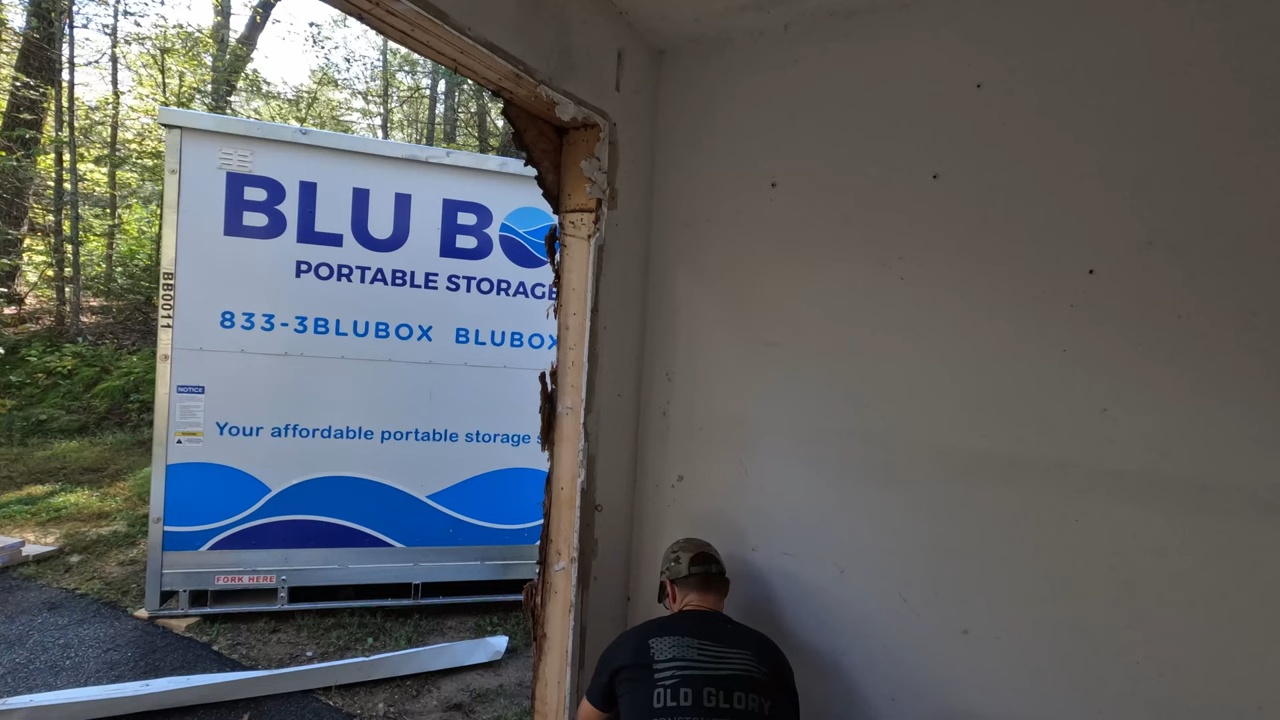 BLU BO
PORTABLE STORAGE
833-3BLUBOX BLUBOX
BB0011
NOTICE
Your affordable portable storage s
FORK HERE
OLD GLORY